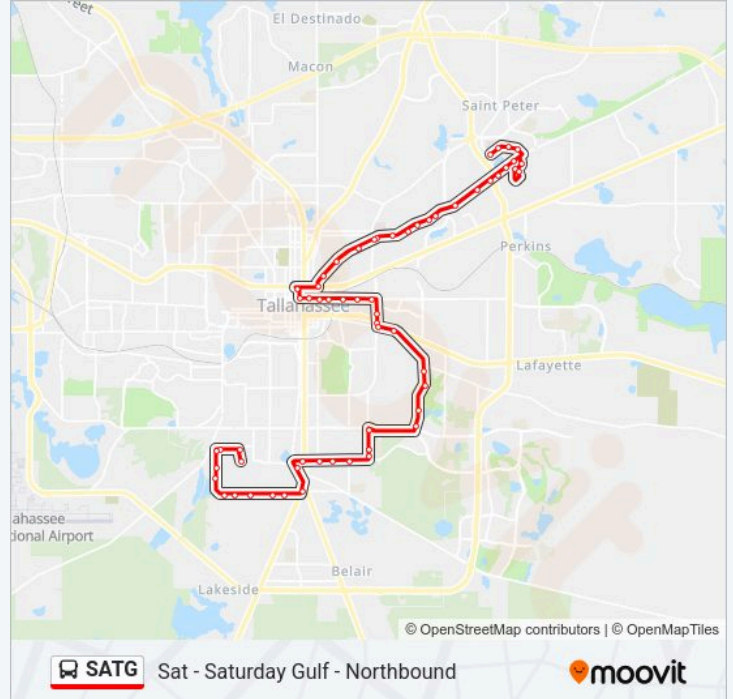 reet
El Destinado
Macon
Saint Peter
Perkins
Tallahassee
Lafayette
ahassee
ional Airport
Belair
Lakeside
© OpenStreetMap contributors | © OpenMapTiles
SATG Sat - Saturday Gulf - Northbound
moovit